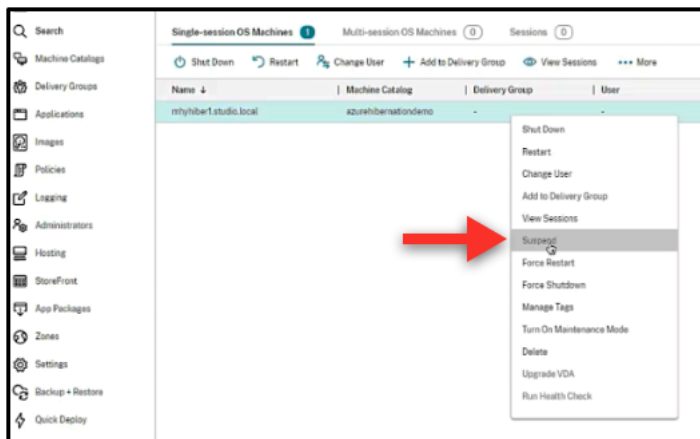 Search
Machine Catalogs
Delivery Groups
Applications
Images
Policies
Logging
Administrators
Hosting
StoreFront
App Packages
Zones
Settings
Backup + Restore
Quick Deploy
Single-session OS Machines 1 Multi-session OS Machines 0 Sessions 0
Shut Down Restart Change User Add to Delivery Group View Sessions More
Name ↓ Machine Catalog Delivery Group User
mhyhiber1.studio.local azurehibernationdemo - -
Shut Down
Restart
Change User
Add to Delivery Group
View Sessions
Suspend
Force Restart
Force Shutdown
Manage Tags
Turn On Maintenance Mode
Delete
Upgrade VDA
Run Health Check